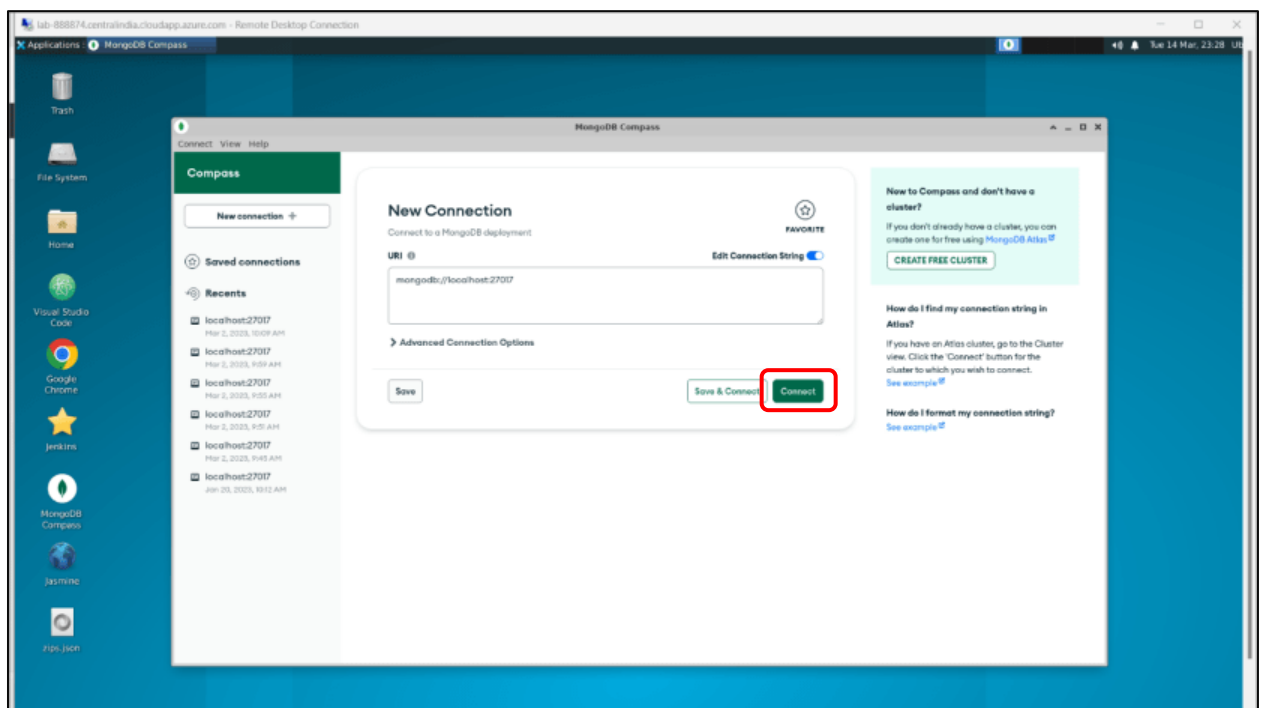 lab-888874.centralindia.cloudapp.azure.com - Remote Desktop Connection
Applications : MongoDB Compass
Tue 14 Mar, 23:28 Ub
Trash
File System
Home
Visual Studio
Code
Google
Chrome
Jenkins
MongoDB
Compass
Jasmine
zips.json
MongoDB Compass
Connect View Help
Compass
New connection +
Saved connections
Recents
localhost:27017
Mar 2, 2023, 10:09 AM
localhost:27017
Mar 2, 2023, 9:59 AM
localhost:27017
Mar 2, 2023, 9:55 AM
localhost:27017
Mar 2, 2023, 9:51 AM
localhost:27017
Mar 2, 2023, 9:45 AM
localhost:27017
Jan 20, 2023, 10:12 AM
New Connection
Connect to a MongoDB deployment
FAVORITE
URI
Edit Connection String
mongodb://localhost:27017
Advanced Connection Options
Save
Save & Connect
Connect
New to Compass and don't have a
cluster?
If you don't already have a cluster, you can
create one for free using MongoDB Atlas
CREATE FREE CLUSTER
How do I find my connection string in
Atlas?
If you have an Atlas cluster, go to the Cluster
view. Click the 'Connect' button for the
cluster to which you wish to connect.
See example
How do I format my connection string?
See example